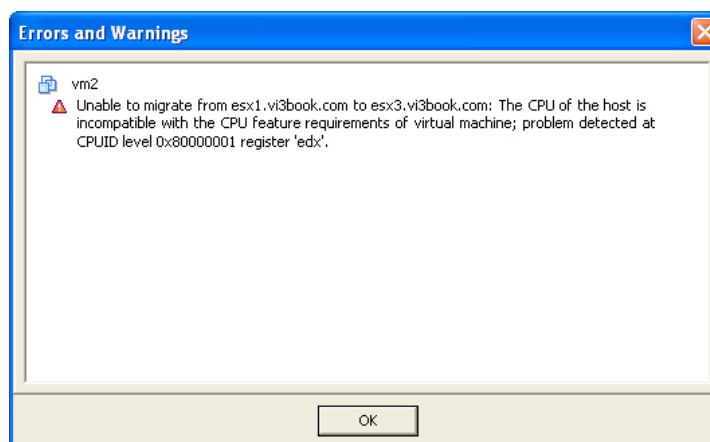 Errors and Warnings
vm2
Unable to migrate from esx1.vi3book.com to esx3.vi3book.com: The CPU of the host is
incompatible with the CPU feature requirements of virtual machine; problem detected at
CPUID level 0x80000001 register 'edx'.
OK